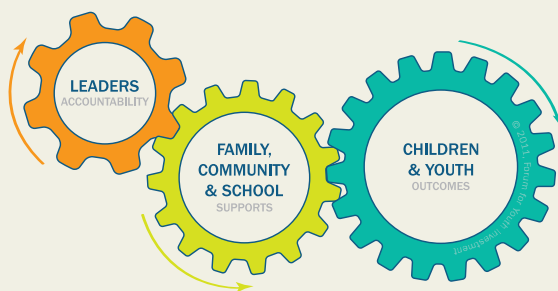 LEADERS
ACCOUNTABILITY
FAMILY,
COMMUNITY
& SCHOOL
SUPPORTS
CHILDREN
& YOUTH
OUTCOMES
© 2011, Forum for Youth Investment